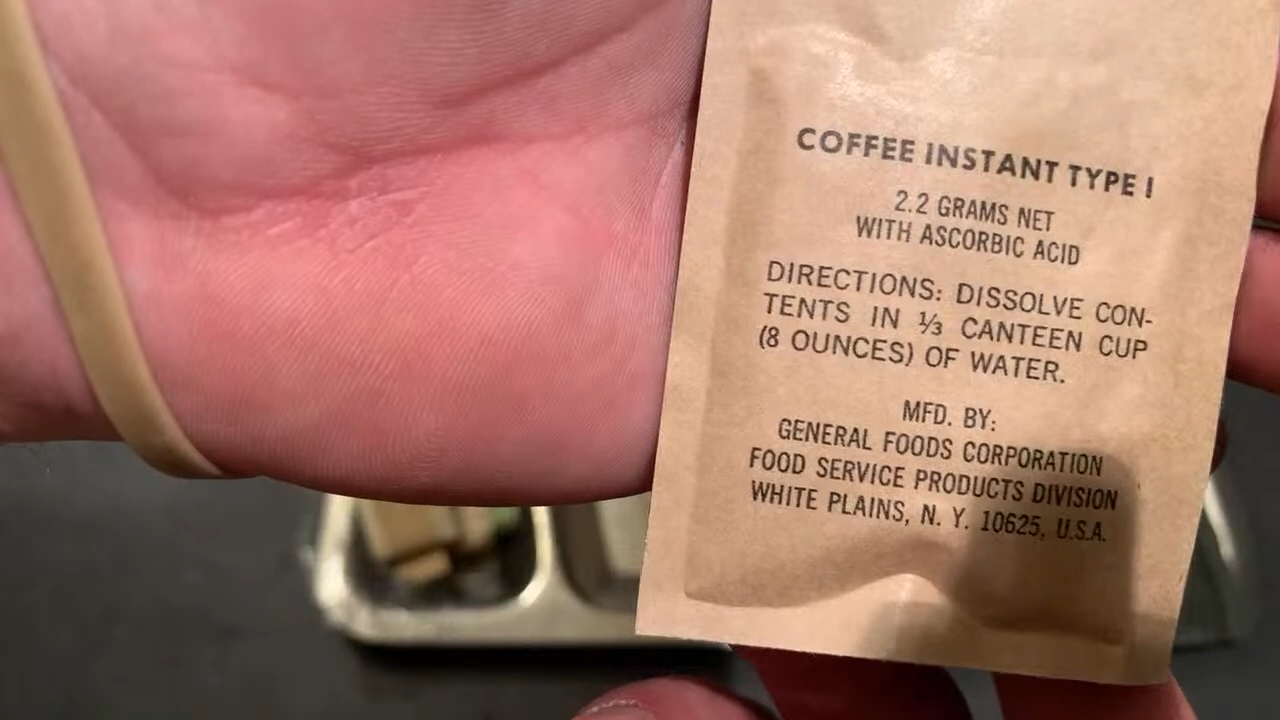 COFFEE INSTANT TYPE I
2.2 GRAMS NET
WITH ASCORBIC ACID
DIRECTIONS: DISSOLVE CON-
TENTS IN ⅓ CANTEEN CUP
(8 OUNCES) OF WATER.
MFD. BY:
GENERAL FOODS CORPORATION
FOOD SERVICE PRODUCTS DIVISION
WHITE PLAINS, N. Y. 10625, U.S.A.